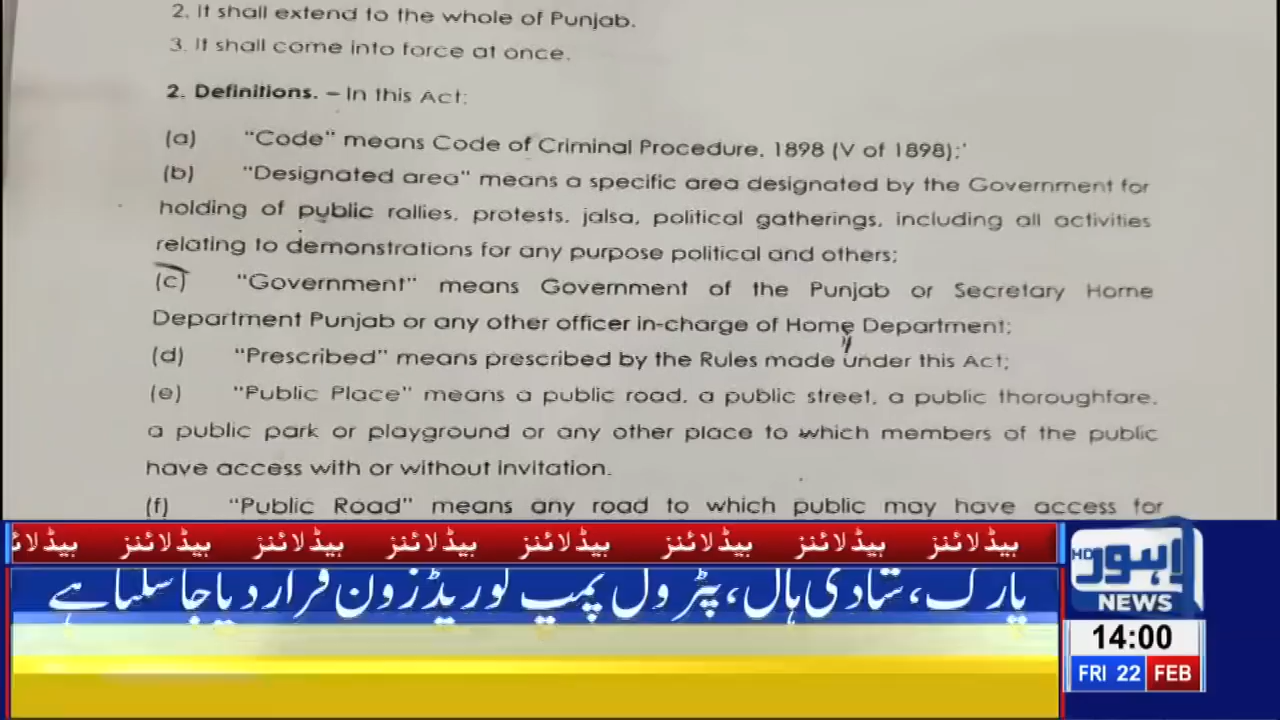 2. It shall extend to the whole of Punjab.
3. It shall come into force at once.
2. Definitions. – In this Act:
(a) "Code" means Code of Criminal Procedure, 1898 (V of 1898);'
(b) "Designated area" means a specific area designated by the Government for
holding of public rallies, protests, jalsa, political gatherings, including all activities
relating to demonstrations for any purpose political and others;
(c) "Government" means Government of the Punjab or Secretary Home
Department Punjab or any other officer in-charge of Home Department;
(d) "Prescribed" means prescribed by the Rules made under this Act;
(e) "Public Place" means a public road, a public street, a public thoroughfare,
a public park or playground or any other place to which members of the public
have access with or without invitation.
(f) "Public Road" means any road to which public may have access for
ہیڈلائنز ہیڈلائنز ہیڈلائنز ہیڈلائنز ہیڈلائنز ہیڈلائنز ہیڈلائنز ہیڈلائنز
پارک، شادی ہال، پٹرول پمپ کو ریڈ زون قرار دیا جا سکتا ہے
HD لاہور
NEWS
14:00
FRI 22 FEB